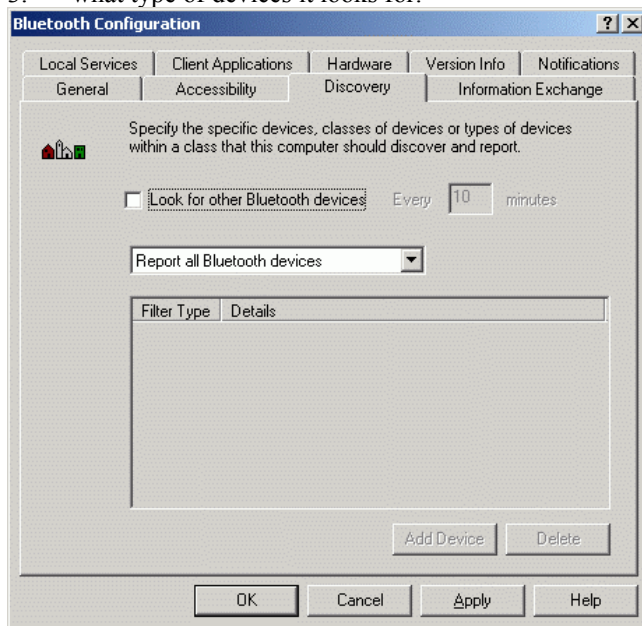 3. what type of devices it looks for.
Bluetooth Configuration
Local Services Client Applications Hardware Version Info Notifications
General Accessibility Discovery Information Exchange
Specify the specific devices, classes of devices or types of devices
within a class that this computer should discover and report.
Look for other Bluetooth devices Every 10 minutes
Report all Bluetooth devices
Filter Type Details
Add Device Delete
OK Cancel Apply Help